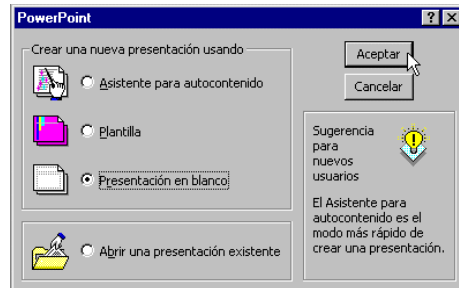 PowerPoint
Crear una nueva presentación usando
Asistente para autocontenido
Plantilla
Presentación en blanco
Abrir una presentación existente
Aceptar
Cancelar
Sugerencia
para
nuevos
usuarios
El Asistente para
autocontenido es el
modo más rápido de
crear una presentación.